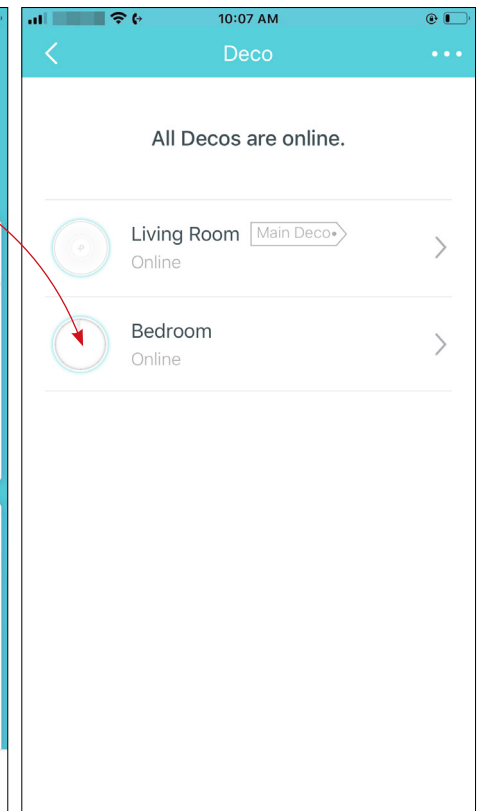 10:07 AM
Deco
All Decos are online.
Living Room Main Deco
Online
Bedroom
Online